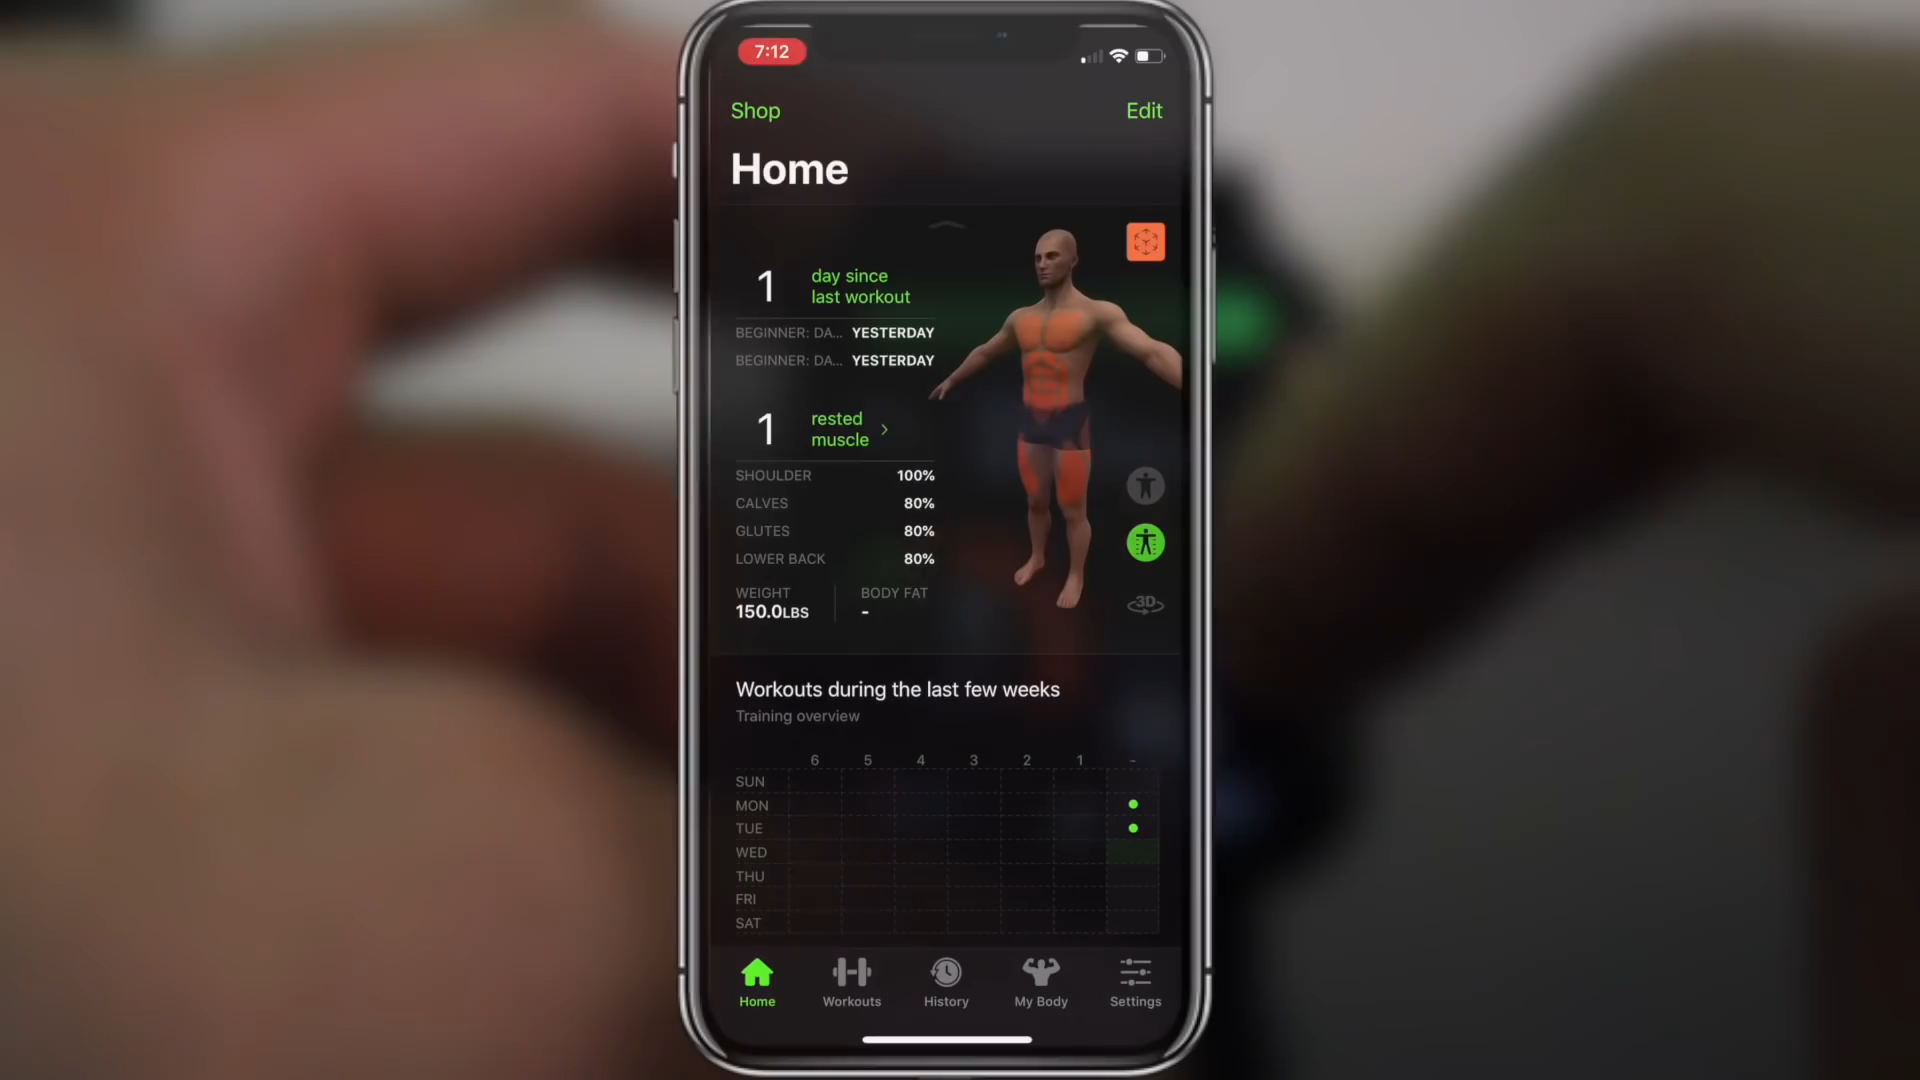 7:12
Shop
Edit
Home
1
day since
last workout
BEGINNER: DA... YESTERDAY
BEGINNER: DA... YESTERDAY
1
rested
muscle
SHOULDER 100%
CALVES 80%
GLUTES 80%
LOWER BACK 80%
WEIGHT
150.0LBS
BODY FAT
-
3D
Workouts during the last few weeks
Training overview
6 5 4 3 2 1 -
SUN
MON
TUE
WED
THU
FRI
SAT
Home
Workouts
History
My Body
Settings